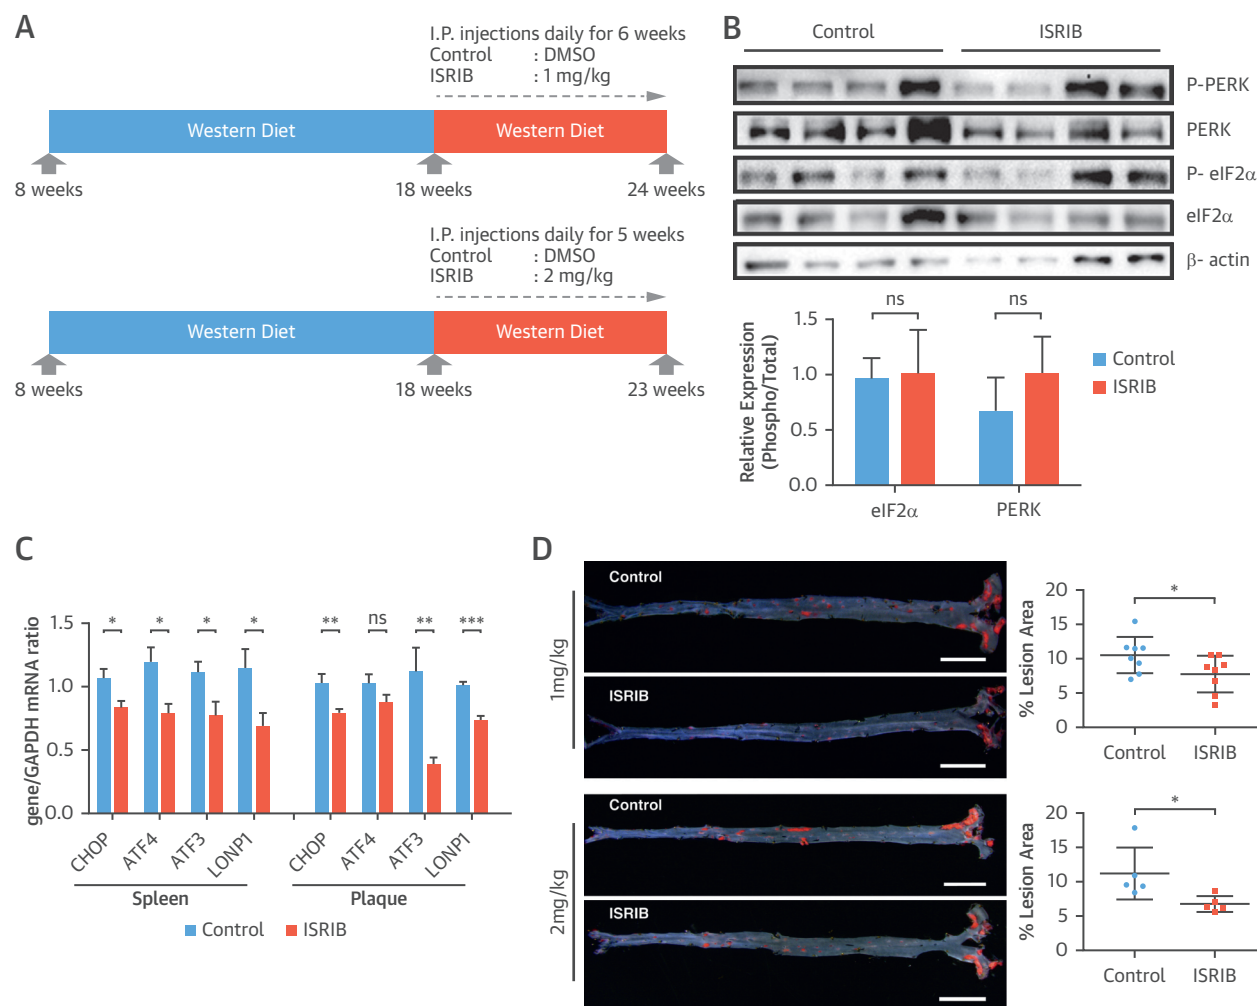 A
I.P. injections daily for 6 weeks
Control : DMSO
ISRIB : 1 mg/kg
Western Diet
Western Diet
8 weeks
18 weeks
24 weeks
I.P. injections daily for 5 weeks
Control : DMSO
ISRIB : 2 mg/kg
Western Diet
Western Diet
8 weeks
18 weeks
23 weeks
B
Control
ISRIB
P-PERK
PERK
P- eIF2α
eIF2α
β- actin
Relative Expression
(Phospho/Total)
1.5
1.0
0.5
0.0
ns
ns
eIF2α
PERK
Control
ISRIB
C
gene/GAPDH mRNA ratio
1.5
1.0
0.5
0.0
*
*
*
*
**
ns
**
***
CHOP
ATF4
ATF3
LONP1
CHOP
ATF4
ATF3
LONP1
Spleen
Plaque
Control
ISRIB
D
1mg/kg
Control
ISRIB
% Lesion Area
20
15
10
5
0
*
Control
ISRIB
2mg/kg
Control
ISRIB
% Lesion Area
20
15
10
5
0
*
Control
ISRIB